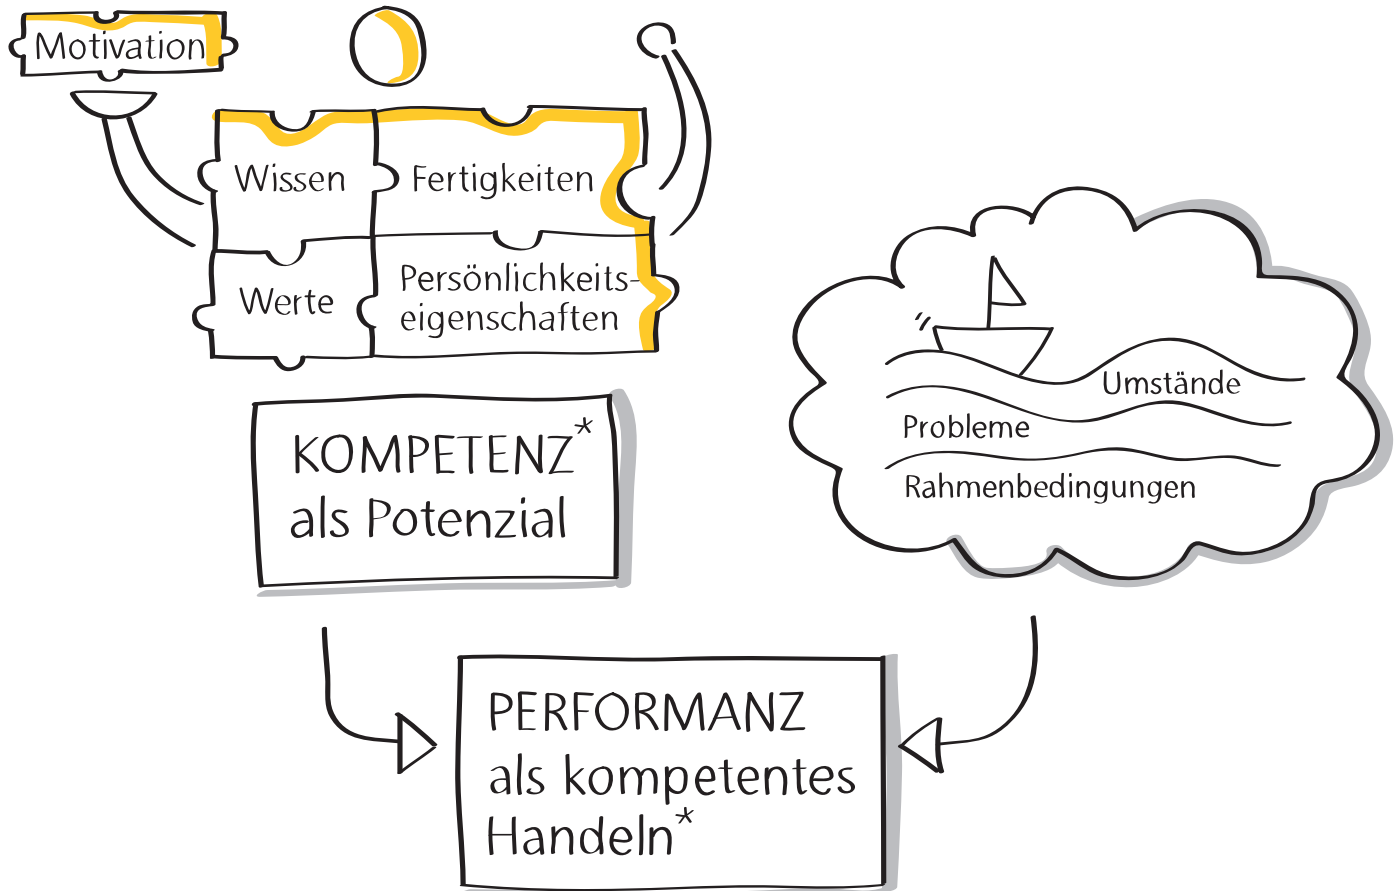 Motivation
Wissen
Fertigkeiten
Werte
Persönlichkeits-
eigenschaften
KOMPETENZ*
als Potenzial
Umstände
Probleme
Rahmenbedingungen
PERFORMANZ
als kompetentes
Handeln*